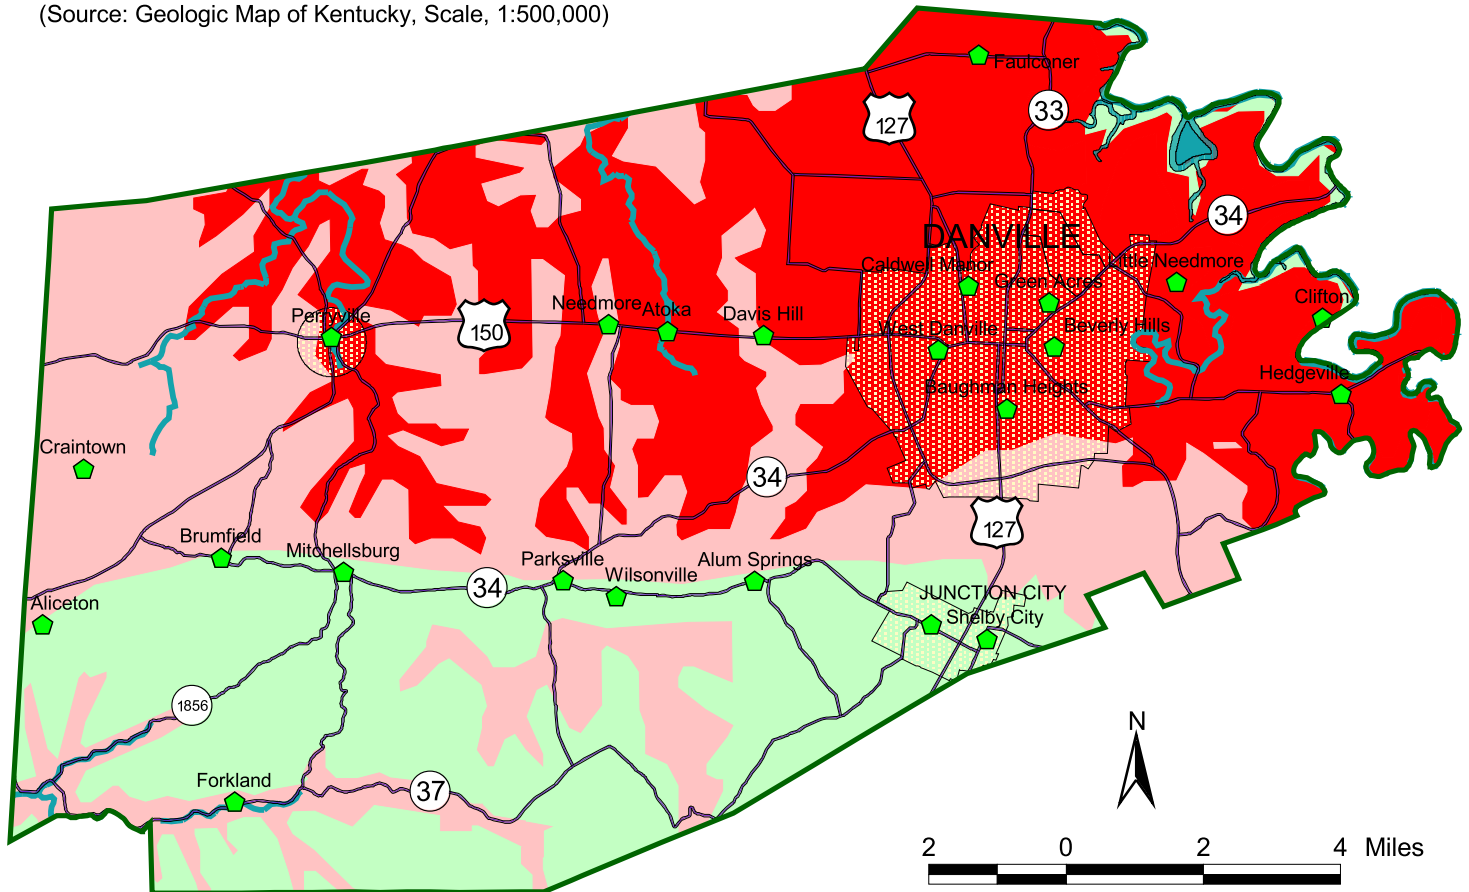 (Source: Geologic Map of Kentucky, Scale, 1:500,000)
Faulconer
33
127
34
DANVILLE
Caldwell Manor
Little Needmore
Green Acres
Clifton
Needmore
Atoka
Davis Hill
Perryville
150
West Danville
Beverly Hills
Hedgeville
Baughman Heights
Craintown
34
127
Brumfield
Mitchellsburg
Parksville
Alum Springs
Wilsonville
34
JUNCTION CITY
Aliceton
Shelby City
1856
N
Forkland
37
2 0 2 4 Miles